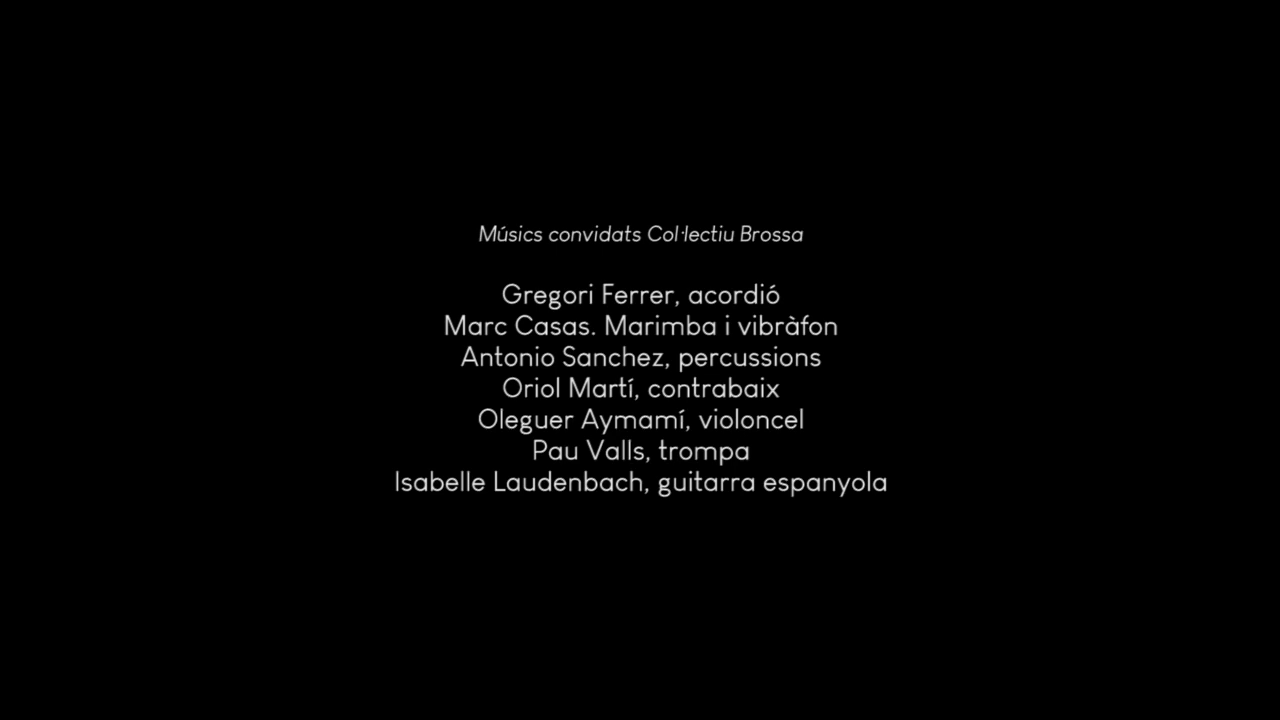 Músics convidats Col·lectiu Brossa
Gregori Ferrer, acordió
Marc Casas. Marimba i vibràfon
Antonio Sanchez, percussions
Oriol Martí, contrabaix
Oleguer Aymamí, violoncel
Pau Valls, trompa
Isabelle Laudenbach, guitarra espanyola